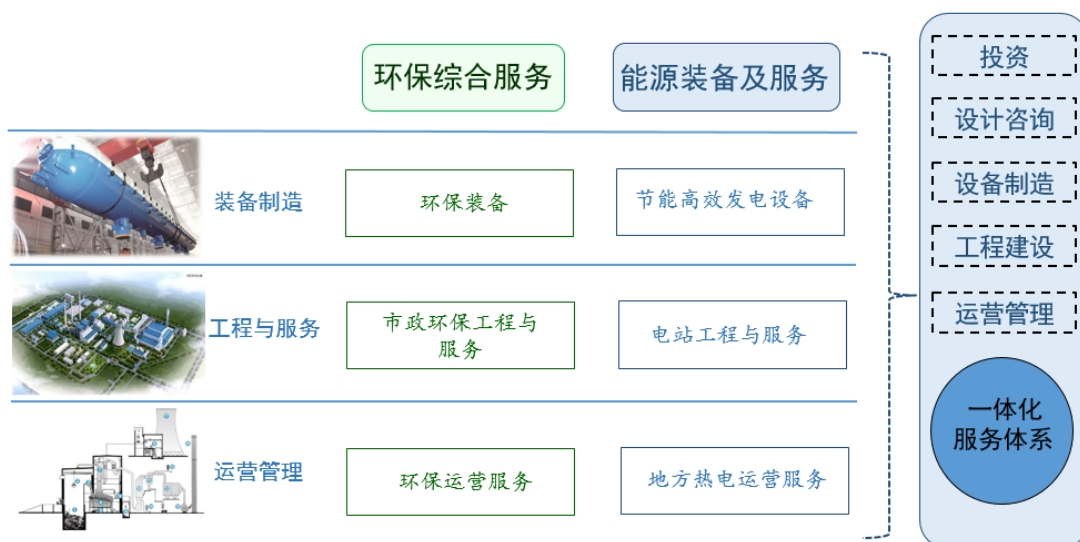 环保综合服务
能源装备及服务
装备制造
环保装备
节能高效发电设备
工程与服务
市政环保工程与
服务
电站工程与服务
运营管理
环保运营服务
地方热电运营服务
投资
设计咨询
设备制造
工程建设
运营管理
一体化
服务体系